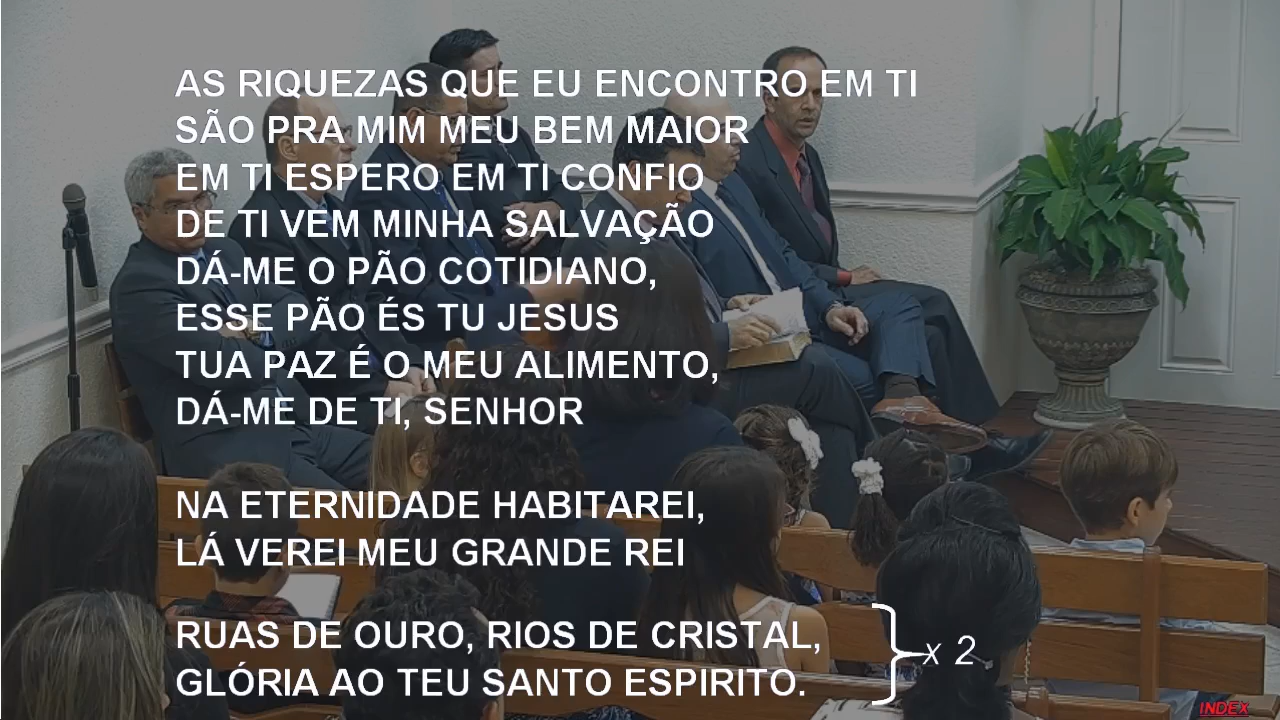 AS RIQUEZAS QUE EU ENCONTRO EM TI
SÃO PRA MIM MEU BEM MAIOR
EM TI ESPERO EM TI CONFIO
DE TI VEM MINHA SALVAÇÃO
DÁ-ME O PÃO COTIDIANO,
ESSE PÃO ÉS TU JESUS
TUA PAZ É O MEU ALIMENTO,
DÁ-ME DE TI, SENHOR
NA ETERNIDADE HABITAREI,
LÁ VEREI MEU GRANDE REI
RUAS DE OURO, RIOS DE CRISTAL,
GLÓRIA AO TEU SANTO ESPIRITO.
x 2
INDEX